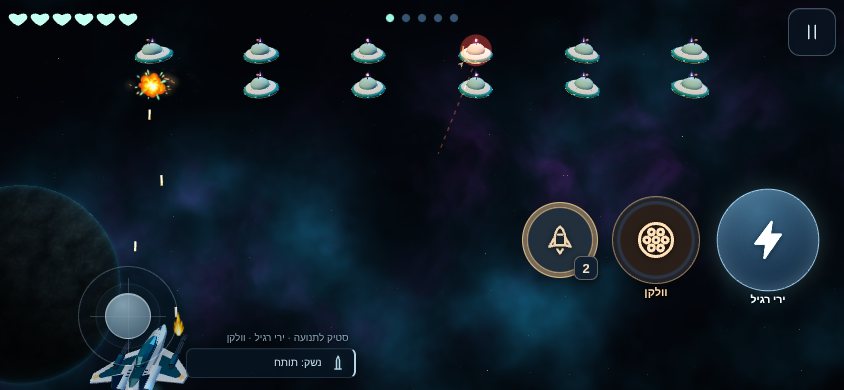 2
וולקן
ירי רגיל
סטיק לתנועה · ירי רגיל · וולקן
נשק: תותח